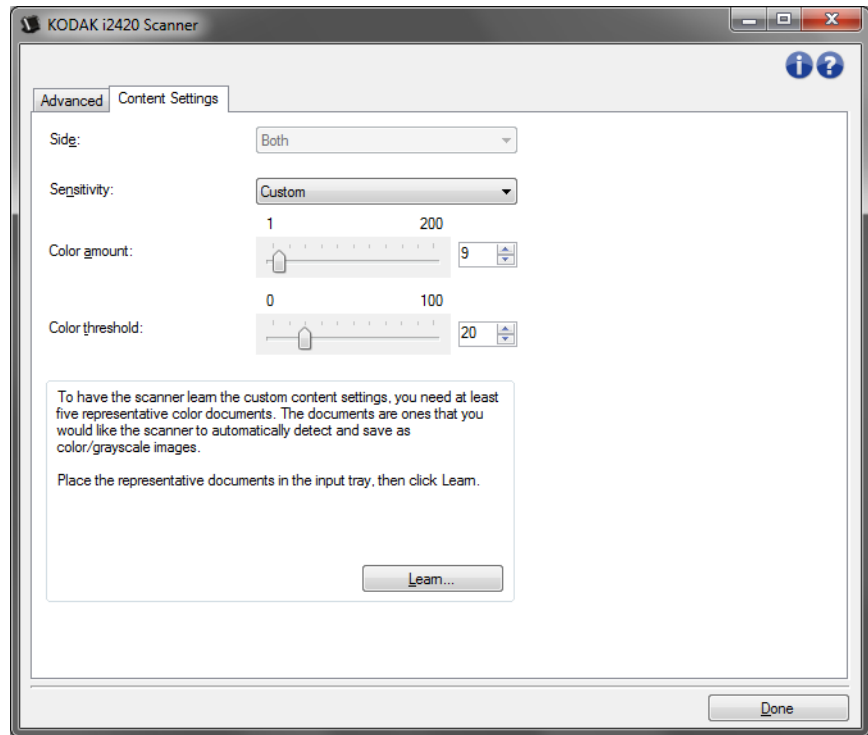 KODAK i2420 Scanner
Advanced Content Settings
Side: Both
Sensitivity: Custom
1 200
Color amount: 9
0 100
Color threshold: 20
To have the scanner learn the custom content settings, you need at least
five representative color documents. The documents are ones that you
would like the scanner to automatically detect and save as
color/grayscale images.
Place the representative documents in the input tray, then click Learn.
Learn...
Done